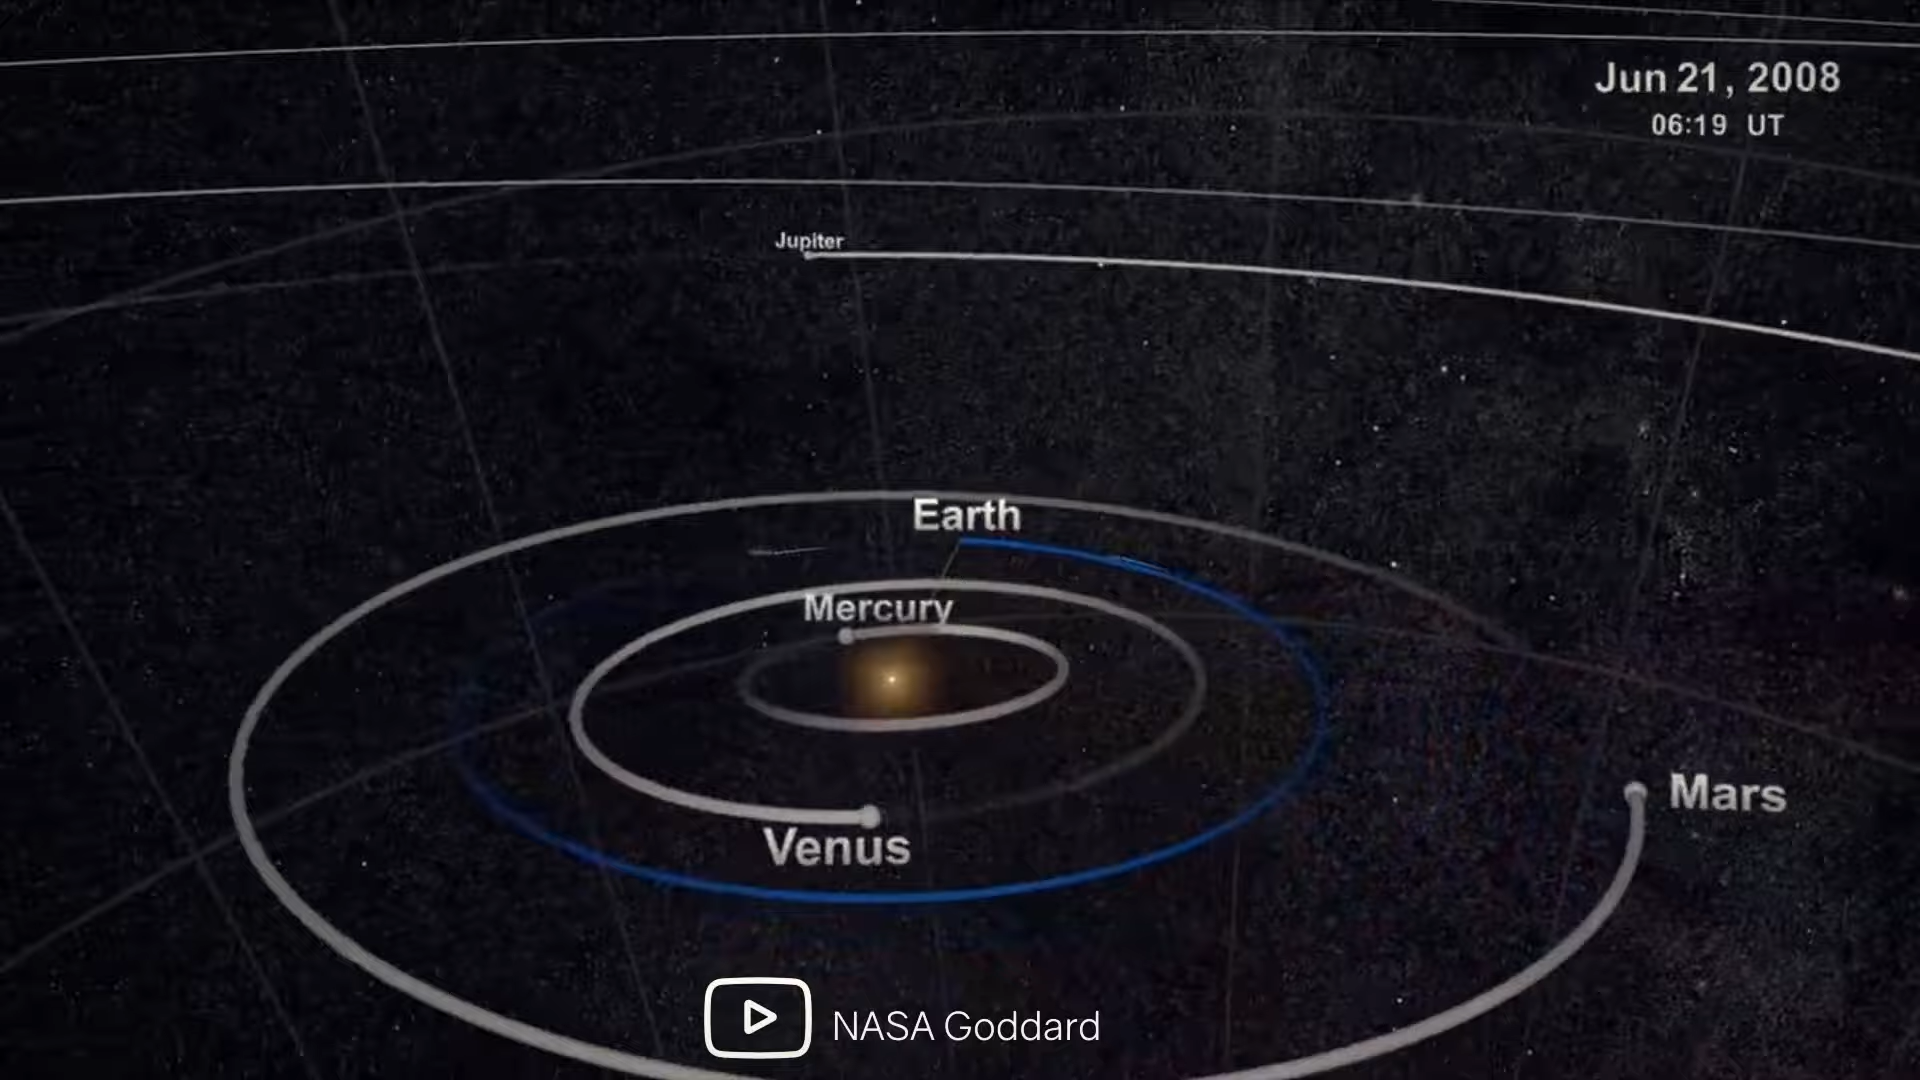 Jun 21, 2008
06:19 UT
Jupiter
Earth
Mercury
Mars
Venus
NASA Goddard